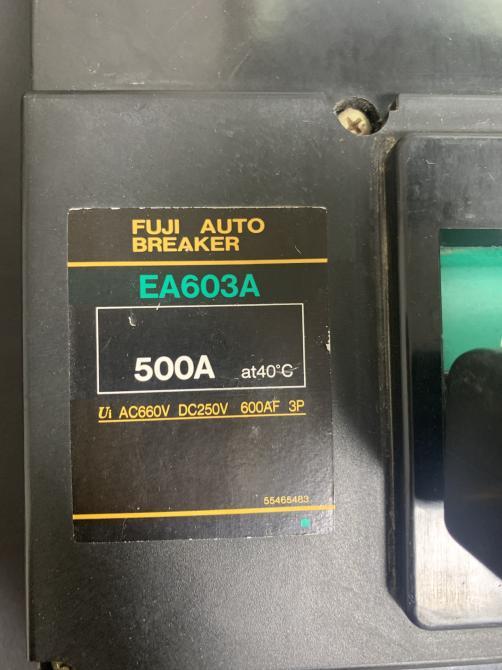 FUJI AUTO
BREAKER
EA603A
500A at40°C
Ui AC660V DC250V 600AF 3P
55465483